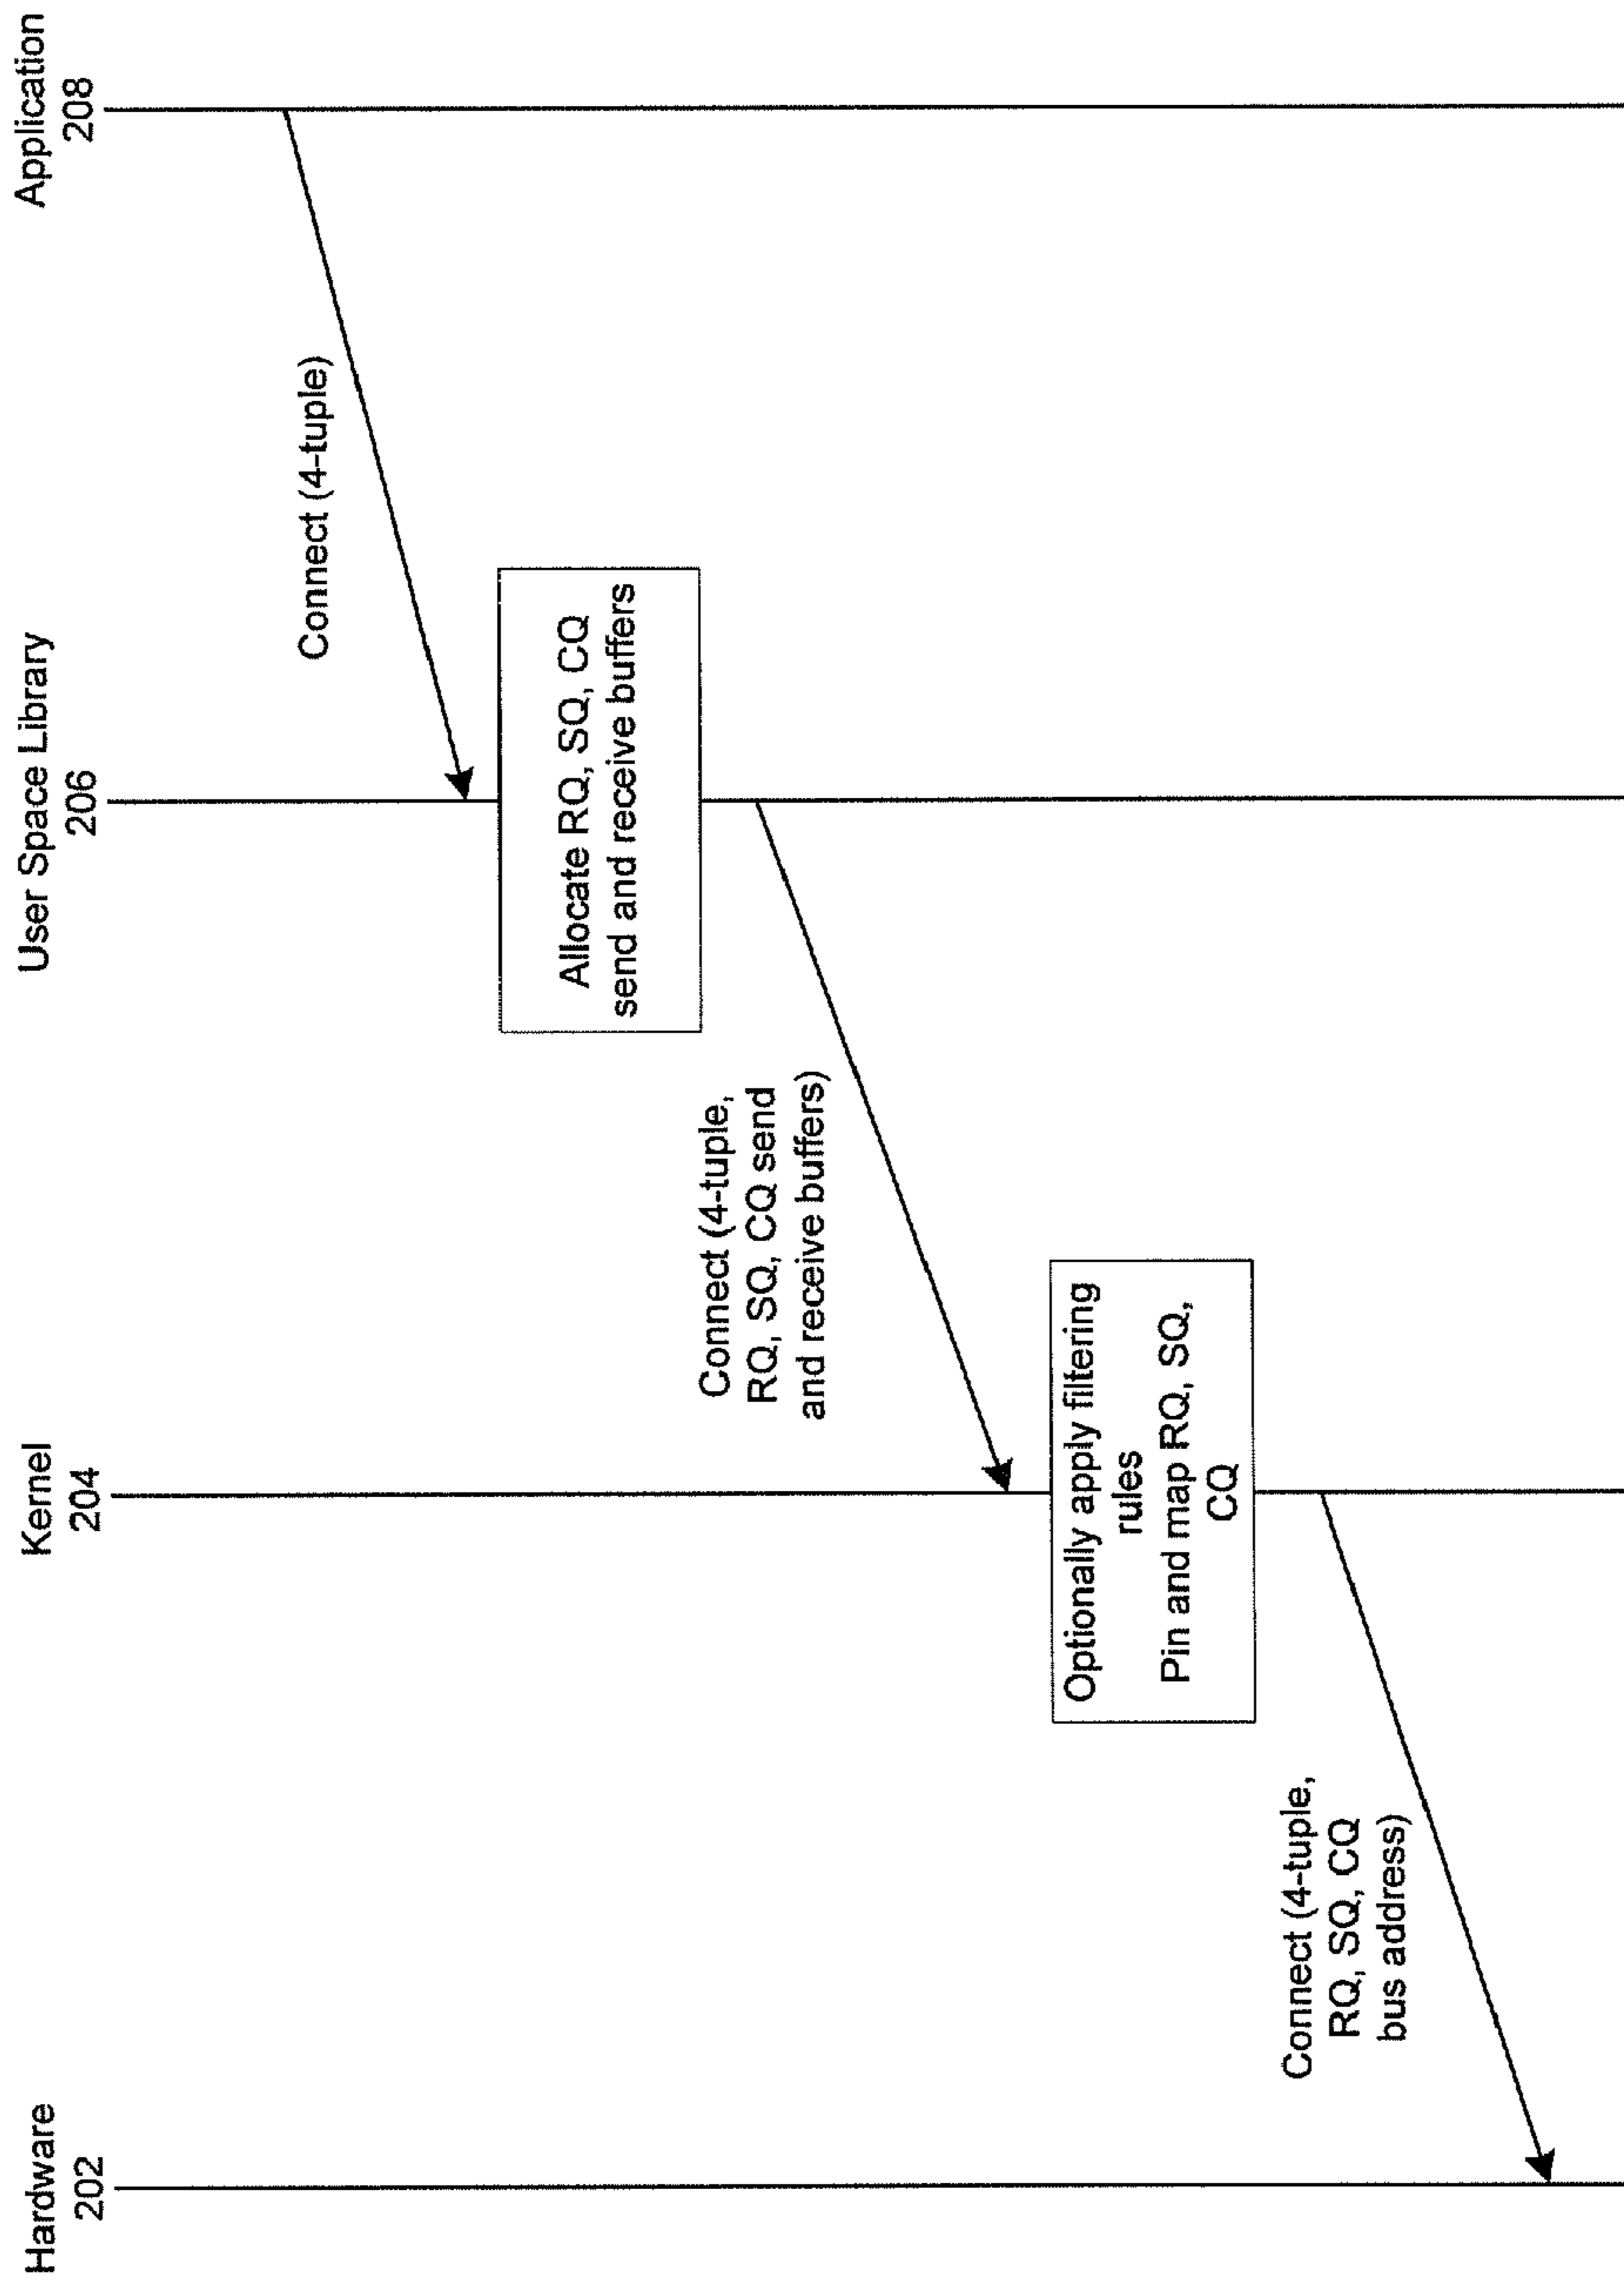 Hardware
202
Kernel
204
User Space Library
206
Application
208
Connect (4-tuple)
Allocate RQ, SQ, CQ
send and receive buffers
Connect (4-tuple,
RQ, SQ, CQ send
and receive buffers)
Optionally apply filtering
rules
Pin and map RQ, SQ,
CQ
Connect (4-tuple,
RQ, SQ, CQ
bus address)